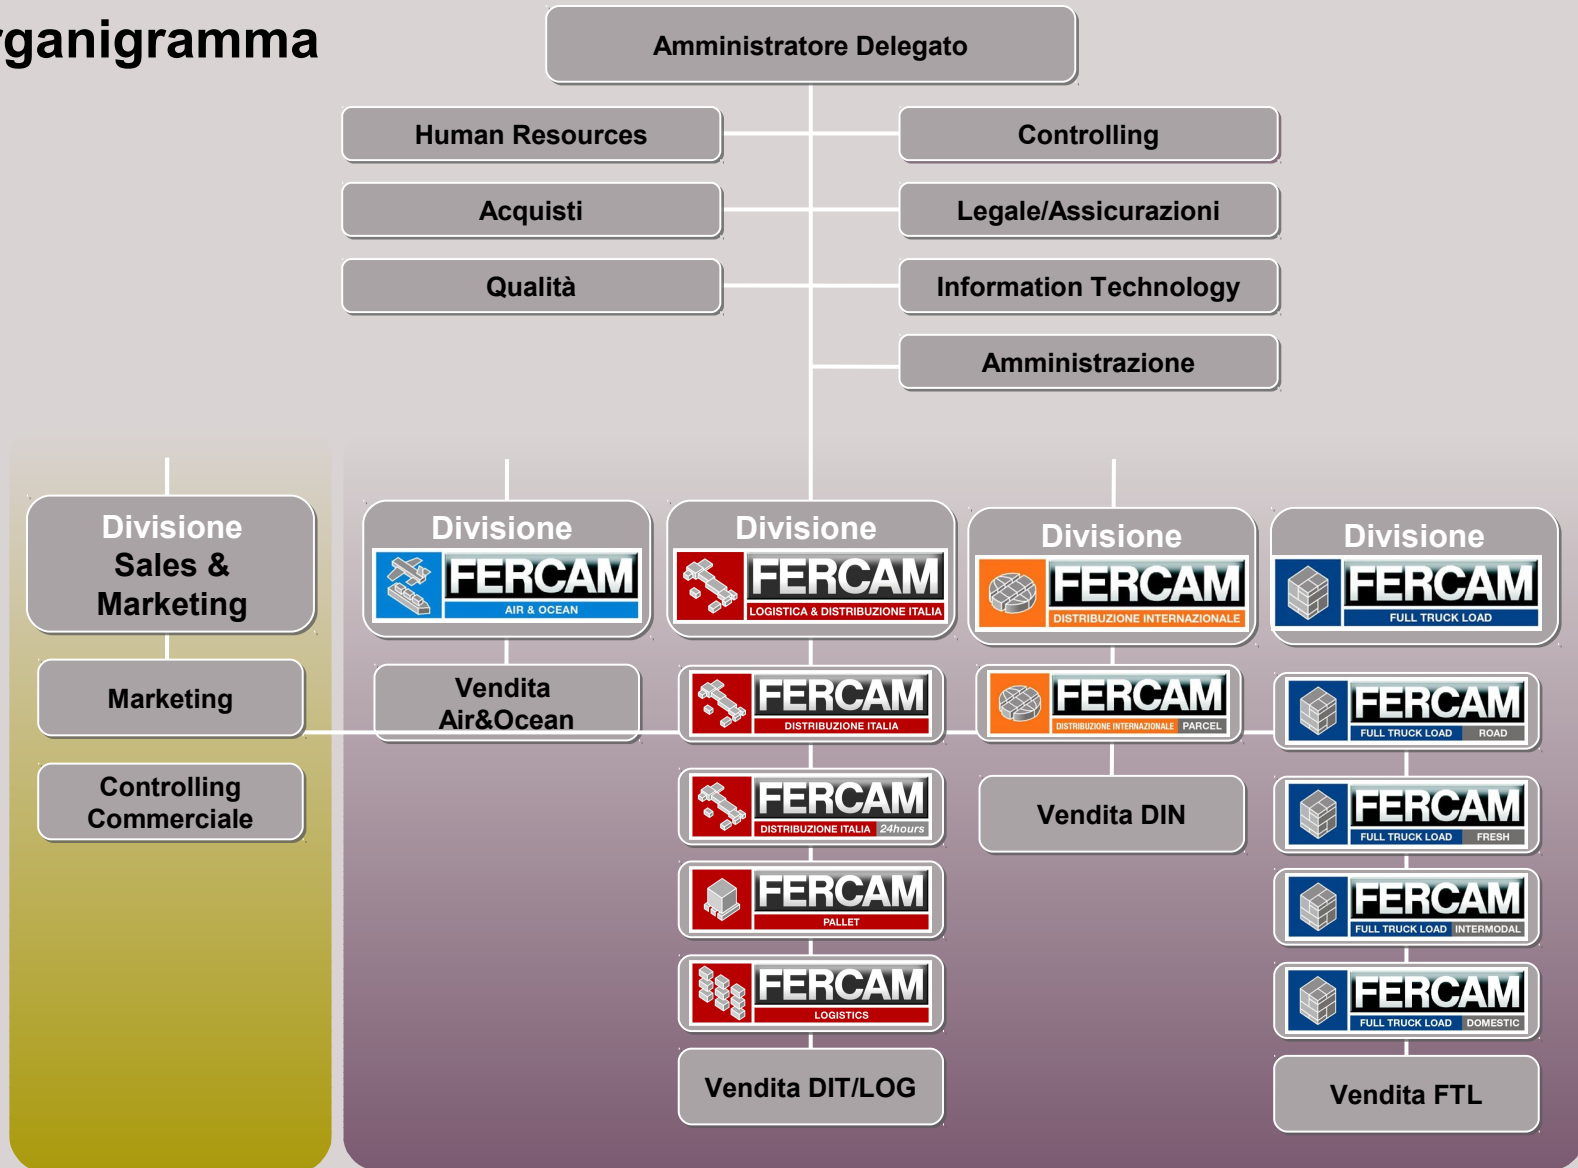 rganigramma
Amministratore Delegato
Human Resources
Controlling
Acquisti
Legale/Assicurazioni
Qualità
Information Technology
Amministrazione
Divisione
Sales &
Marketing
Marketing
Controlling
Commerciale
Divisione
FERCAM
AIR & OCEAN
Vendita
Air&Ocean
Divisione
FERCAM
LOGISTICA & DISTRIBUZIONE ITALIA
FERCAM
DISTRIBUZIONE ITALIA
FERCAM
DISTRIBUZIONE ITALIA 24hours
FERCAM
PALLET
FERCAM
LOGISTICS
Vendita DIT/LOG
Divisione
FERCAM
DISTRIBUZIONE INTERNAZIONALE
FERCAM
DISTRIBUZIONE INTERNAZIONALE PARCEL
Vendita DIN
Divisione
FERCAM
FULL TRUCK LOAD
FERCAM
FULL TRUCK LOAD ROAD
FERCAM
FULL TRUCK LOAD FRESH
FERCAM
FULL TRUCK LOAD INTERMODAL
FERCAM
FULL TRUCK LOAD DOMESTIC
Vendita FTL